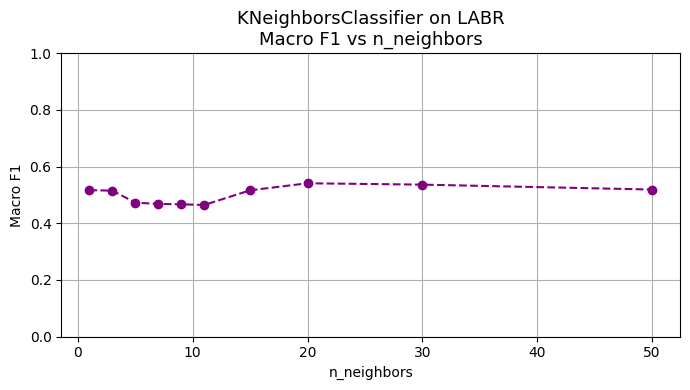 KNeighborsClassifier on LABR
Macro F1 vs n_neighbors
1.0
0.8
0.6
0.4
0.2
0.0
Macro F1
0 10 20 30 40 50
n_neighbors